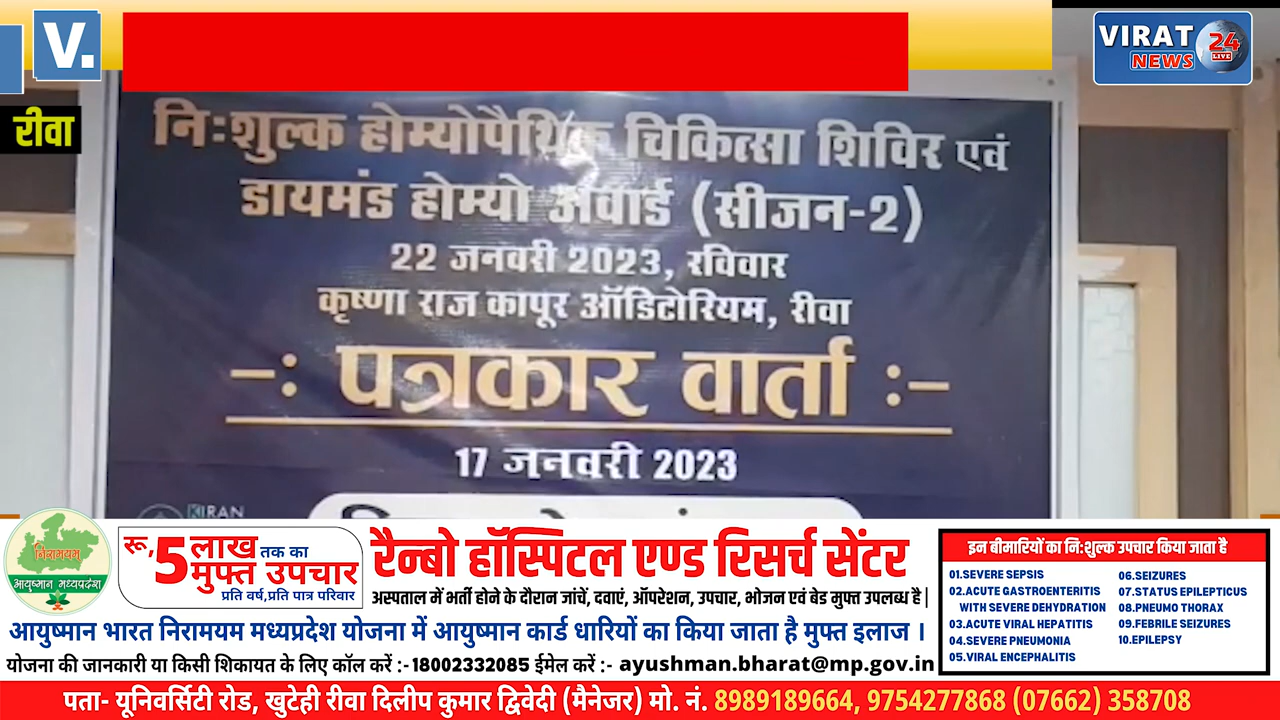 V.
VIRAT
24
LIVE
NEWS
रीवा
निःशुल्क होम्योपैथिक चिकित्सा शिविर एवं
डायमंड होम्यो अवार्ड (सीजन-2)
22 जनवरी 2023, रविवार
कृष्णा राज कापूर ऑडिटोरियम, रीवा
-: पत्रकार वार्ता :-
17 जनवरी 2023
KIRAN
निरामयम्
आयुष्मान मध्यप्रदेश
रू,5 लाख तक का
मुफ्त उपचार
प्रति वर्ष,प्रति पात्र परिवार
रैन्बो हॉस्पिटल एण्ड रिसर्च सेंटर
अस्पताल में भर्ती होने के दौरान जांचें, दवाएं, ऑपरेशन, उपचार, भोजन एवं बेड मुफ्त उपलब्ध है |
आयुष्मान भारत निरामयम मध्यप्रदेश योजना में आयुष्मान कार्ड धारियों का किया जाता है मुफ्त इलाज ।
योजना की जानकारी या किसी शिकायत के लिए कॉल करें :- 18002332085 ईमेल करें :- ayushman.bharat@mp.gov.in
इन बीमारियों का नि:शुल्क उपचार किया जाता है
01.SEVERE SEPSIS
02.ACUTE GASTROENTERITIS
WITH SEVERE DEHYDRATION
03.ACUTE VIRAL HEPATITIS
04.SEVERE PNEUMONIA
05.VIRAL ENCEPHALITIS
06.SEIZURES
07.STATUS EPILEPTICUS
08.PNEUMO THORAX
09.FEBRILE SEIZURES
10.EPILEPSY
पता- यूनिवर्सिटी रोड, खुटेही रीवा दिलीप कुमार द्विवेदी (मैनेजर) मो. नं. 8989189664, 9754277868 (07662) 358708